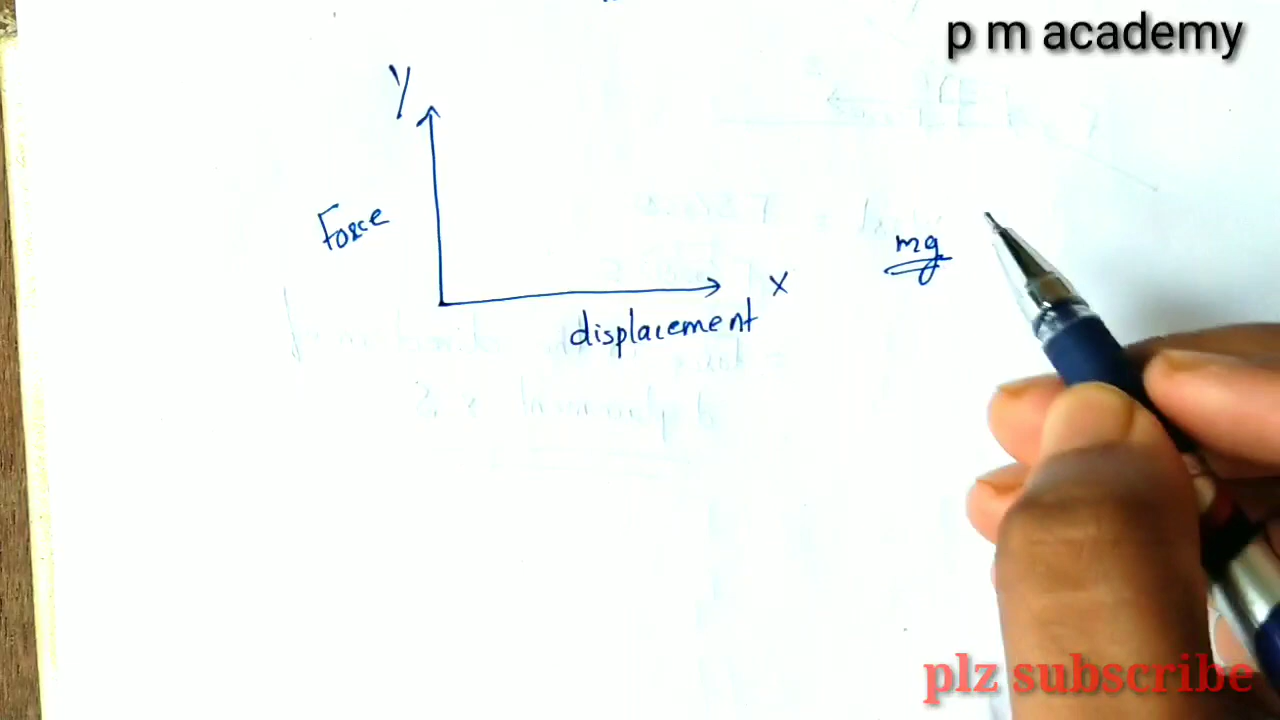 p m academy
y
Force
mg
x
displacement
plz subscribe